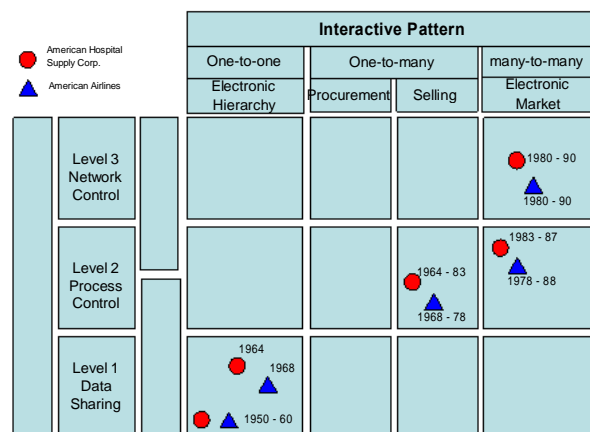 Interactive Pattern
American Hospital
Supply Corp.
American Airlines
One-to-one
One-to-many
many-to-many
Electronic
Hierarchy
Procurement
Selling
Electronic
Market
Level 3
Network
Control
1980 - 90
1980 - 90
Level 2
Process
Control
1964 - 83
1968 - 78
1983 - 87
1978 - 88
Level 1
Data
Sharing
1964
1968
1950 - 60